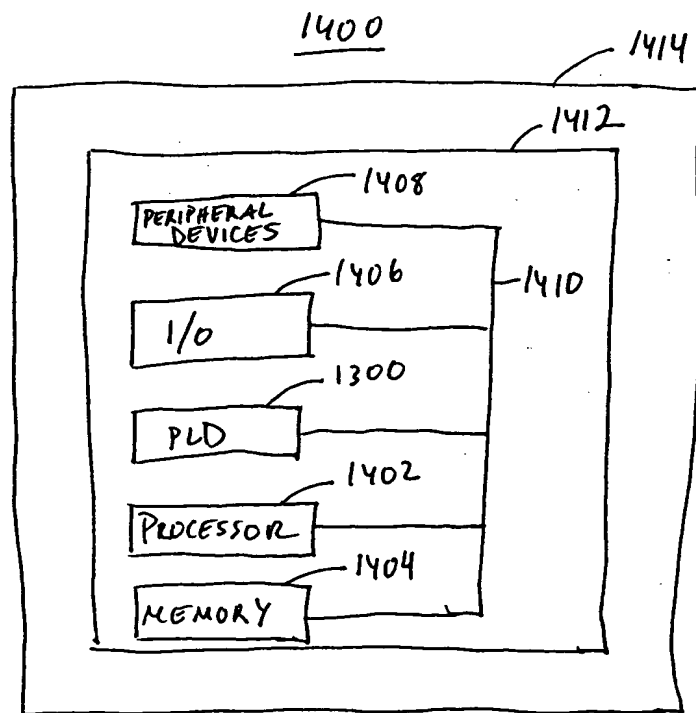 1400
1414
1412
1408
PERIPHERAL
DEVICES
1406
1410
I/O
1300
PLD
1402
PROCESSOR
1404
MEMORY